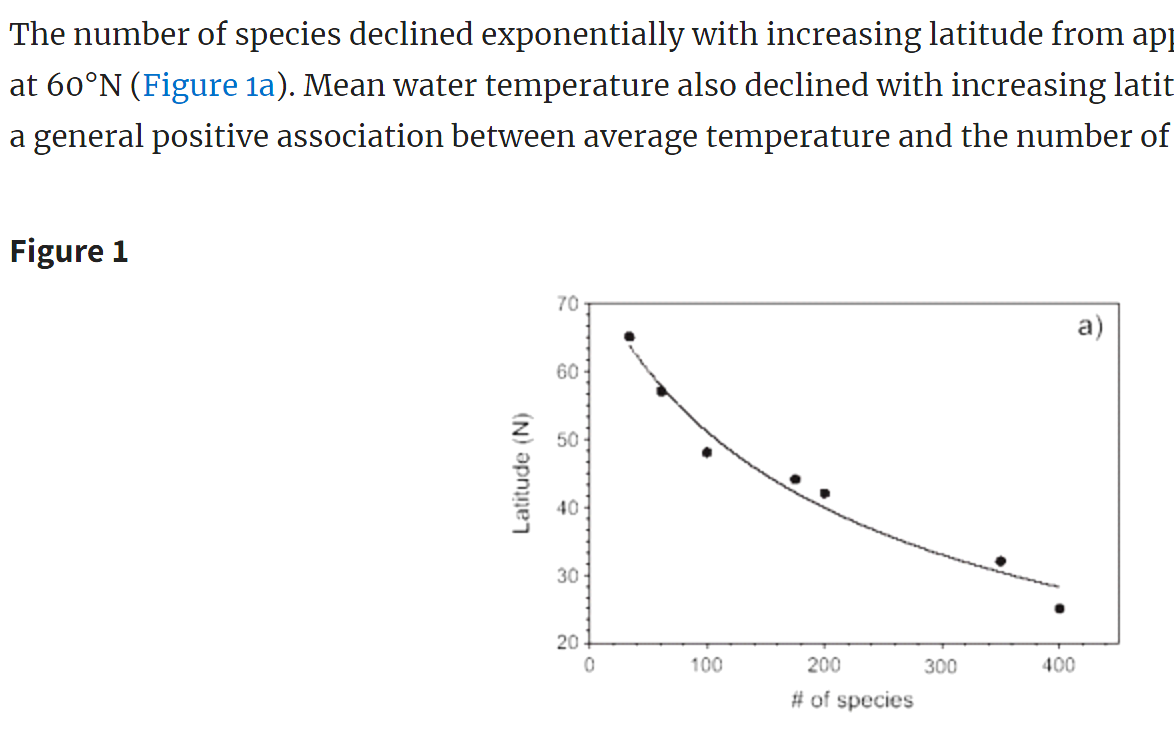 The number of species declined exponentially with increasing latitude from
at 60°N (Figure 1a). Mean water temperature also declined with increasing
a general positive association between average temperature and the number of
Figure 1
a)
70
60
50
40
30
20
Latitude (N)
0 100 200 300 400
# of species